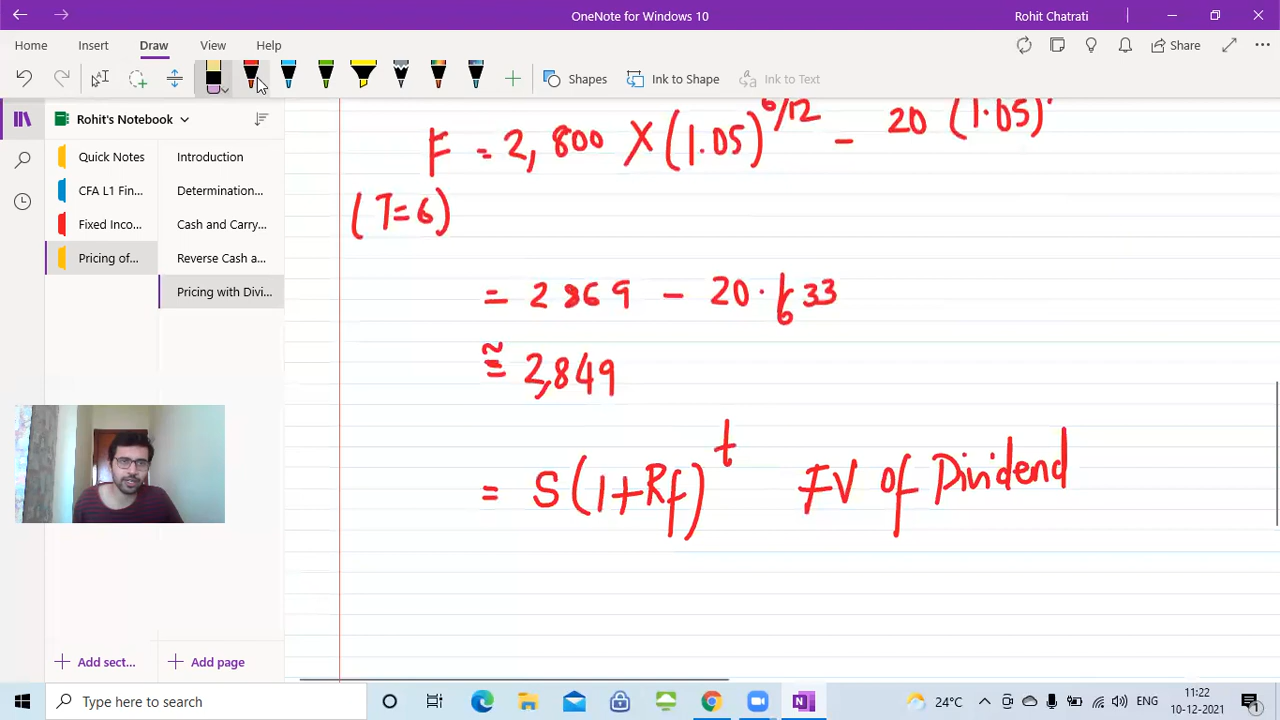 OneNote for Windows 10
Rohit Chatrati
Home Insert Draw View Help
Share
Shapes
Ink to Shape
Ink to Text
Rohit's Notebook
Quick Notes
CFA L1 Fin...
Fixed Inco...
Pricing of...
Introduction
Determination...
Cash and Carry...
Reverse Cash a...
Pricing with Divi...
Add sect...
Add page
F = 2,800 X (1.05)^6/12 - 20 (1.05)
(T=6)
= 2869 - 20.633
≅ 2,849
= S(1+Rf)^t FV of Dividend
Type here to search
24°C
ENG
11:22
10-12-2021
1